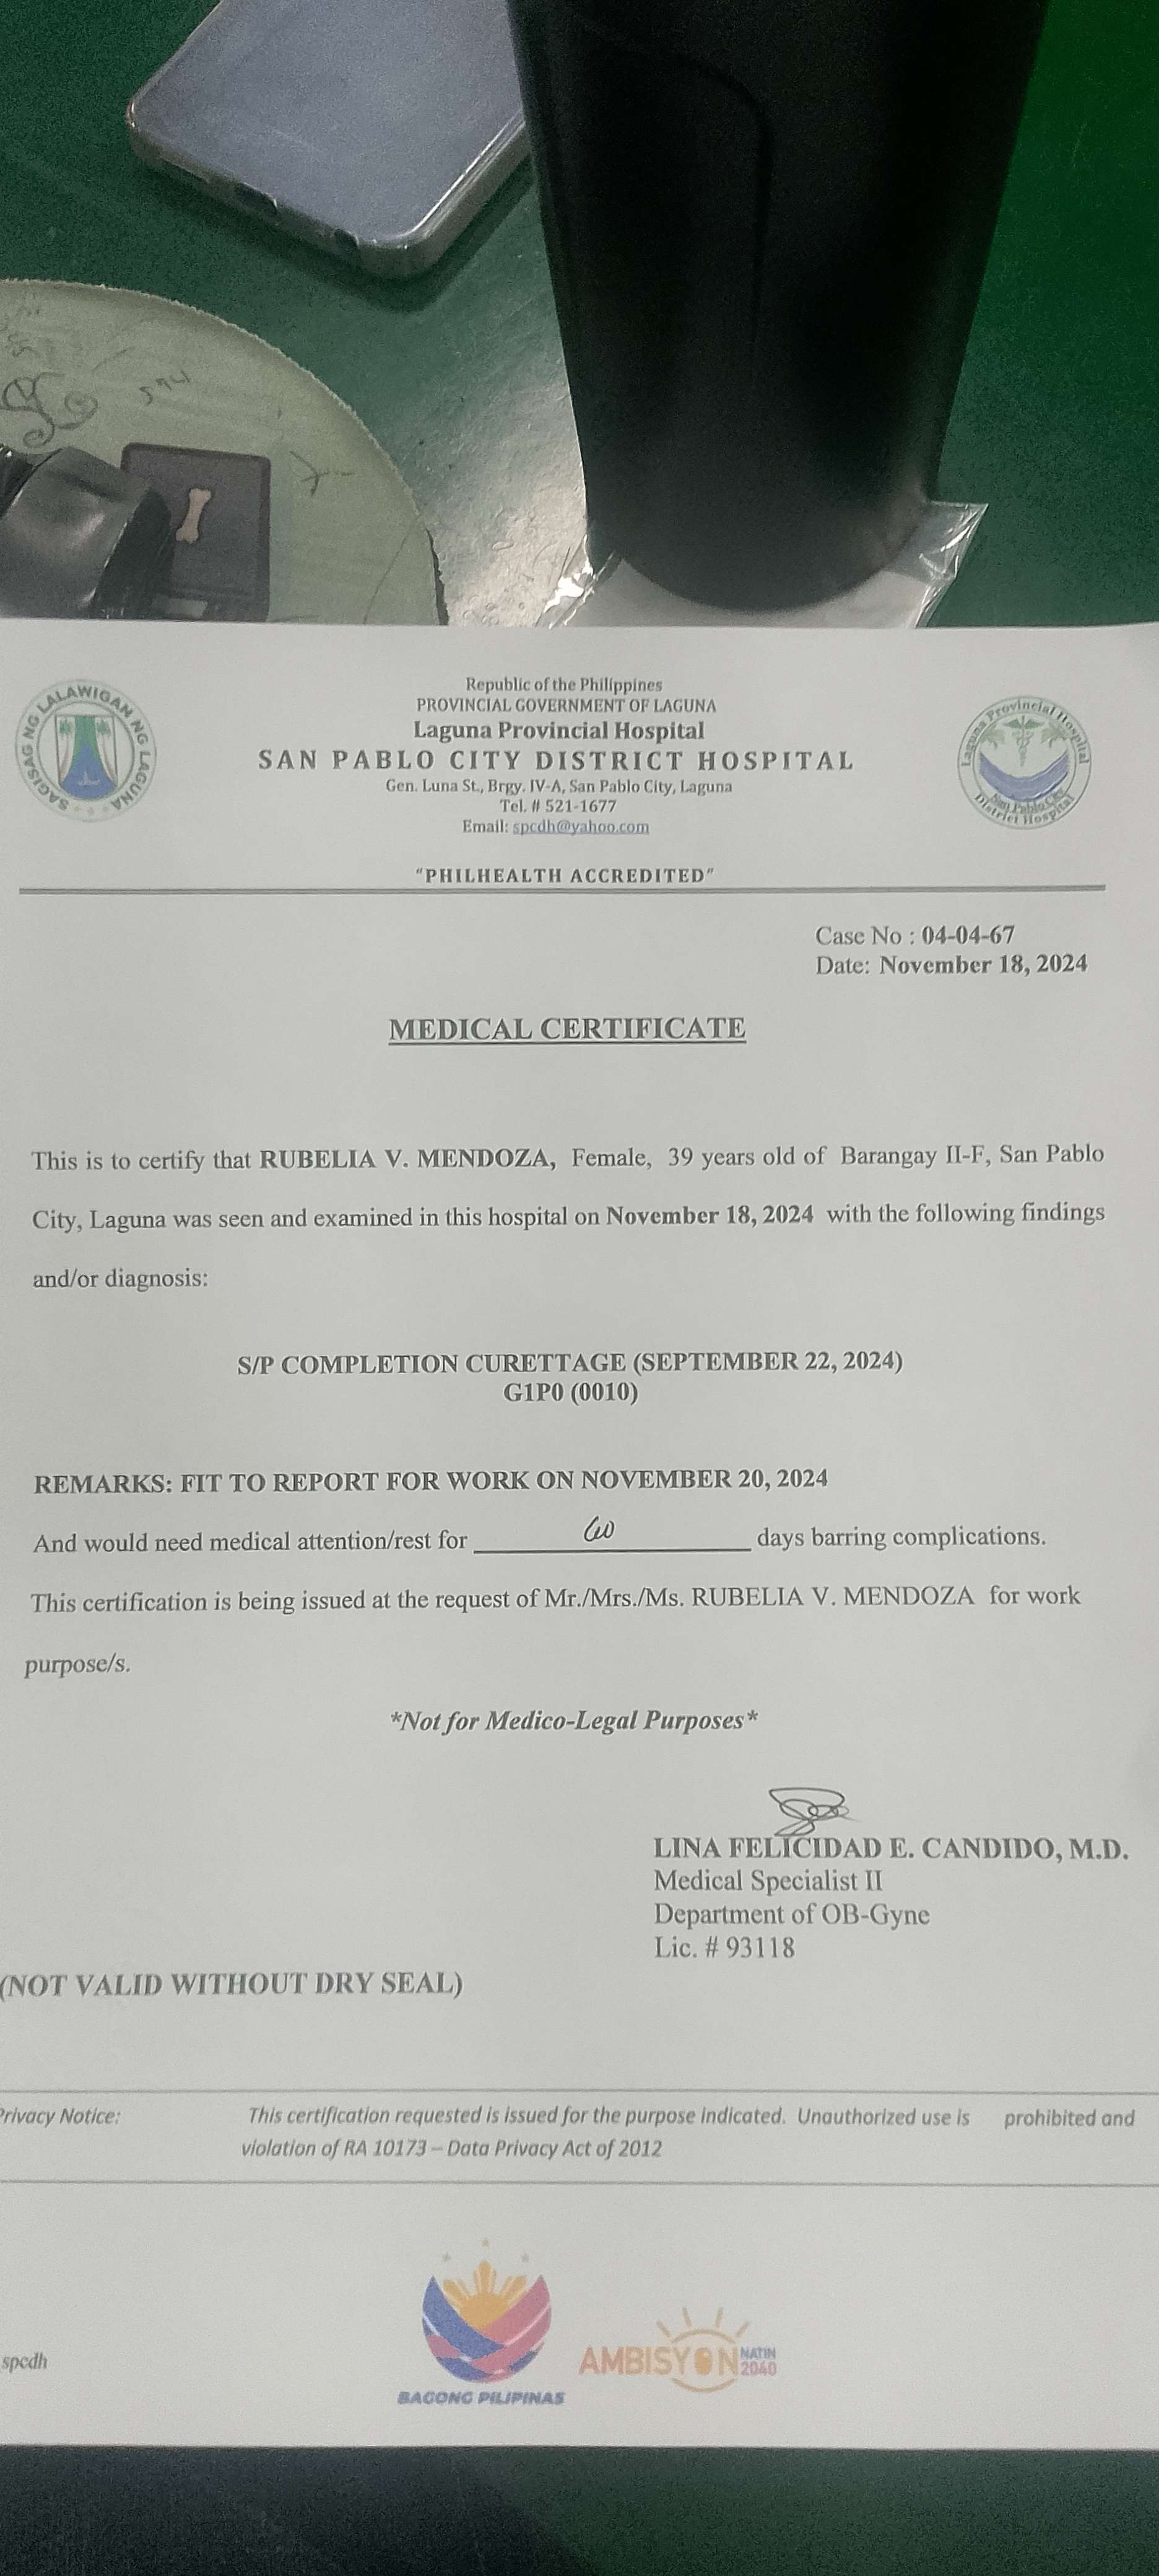 SAGISAG NG LALAWIGAN NG LAGUNA
Republic of the Philippines
PROVINCIAL GOVERNMENT OF LAGUNA
Laguna Provincial Hospital
SAN PABLO CITY DISTRICT HOSPITAL
Gen. Luna St., Brgy. IV-A, San Pablo City, Laguna
Tel. # 521-1677
Email: spcdh@yahoo.com
"PHILHEALTH ACCREDITED"
Laguna Provincial Hospital
San Pablo City
District Hospital
Case No : 04-04-67
Date: November 18, 2024
MEDICAL CERTIFICATE
This is to certify that RUBELIA V. MENDOZA, Female, 39 years old of Barangay II-F, San Pablo
City, Laguna was seen and examined in this hospital on November 18, 2024 with the following findings
and/or diagnosis:
S/P COMPLETION CURETTAGE (SEPTEMBER 22, 2024)
G1P0 (0010)
REMARKS: FIT TO REPORT FOR WORK ON NOVEMBER 20, 2024
And would need medical attention/rest for days barring complications.
This certification is being issued at the request of Mr./Mrs./Ms. RUBELIA V. MENDOZA for work
purpose/s.
*Not for Medico-Legal Purposes*
LINA FELICIDAD E. CANDIDO, M.D.
Medical Specialist II
Department of OB-Gyne
Lic. # 93118
(NOT VALID WITHOUT DRY SEAL)
Privacy Notice: This certification requested is issued for the purpose indicated. Unauthorized use is prohibited and
violation of RA 10173 – Data Privacy Act of 2012
spcdh
BAGONG PILIPINAS
AMBISYON NATIN 2040